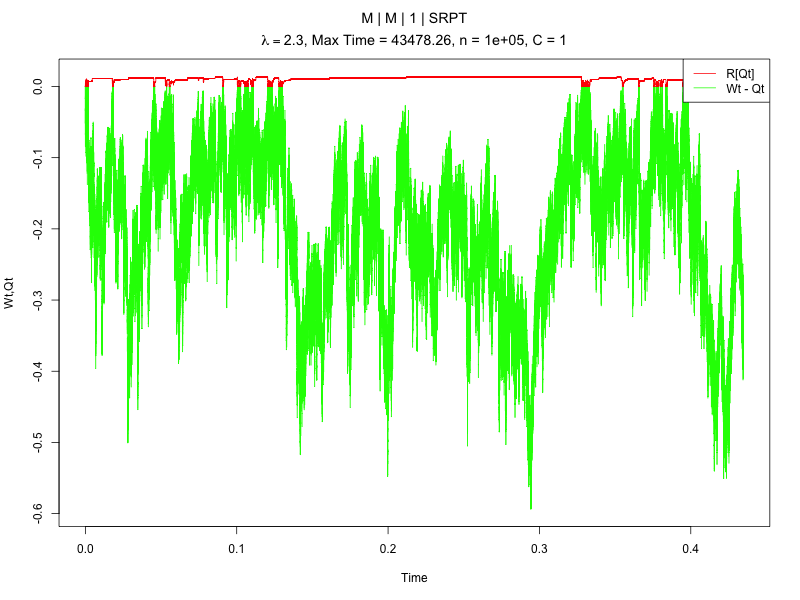 M | M | 1 | SRPT
λ = 2.3, Max Time = 43478.26, n = 1e+05, C = 1
R[Qt]
Wt - Qt
0.0
-0.1
-0.2
-0.3
-0.4
-0.5
-0.6
Wt,Qt
0.0 0.1 0.2 0.3 0.4
Time